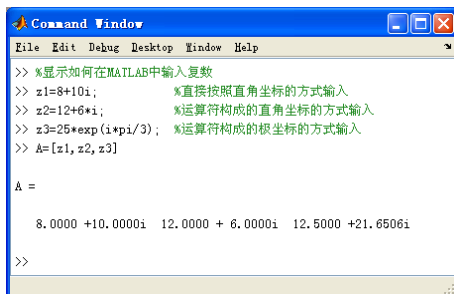 Command Window
File Edit Debug Desktop Window Help
>> %显示如何在MATLAB中输入复数
>> z1=8+10i; %直接按照直角坐标的方式输入
>> z2=12+6*i; %运算符构成的直角坐标的方式输入
>> z3=25*exp(i*pi/3); %运算符构成的极坐标的方式输入
>> A=[z1,z2,z3]
A =
8.0000 +10.0000i 12.0000 + 6.0000i 12.5000 +21.6506i
>>